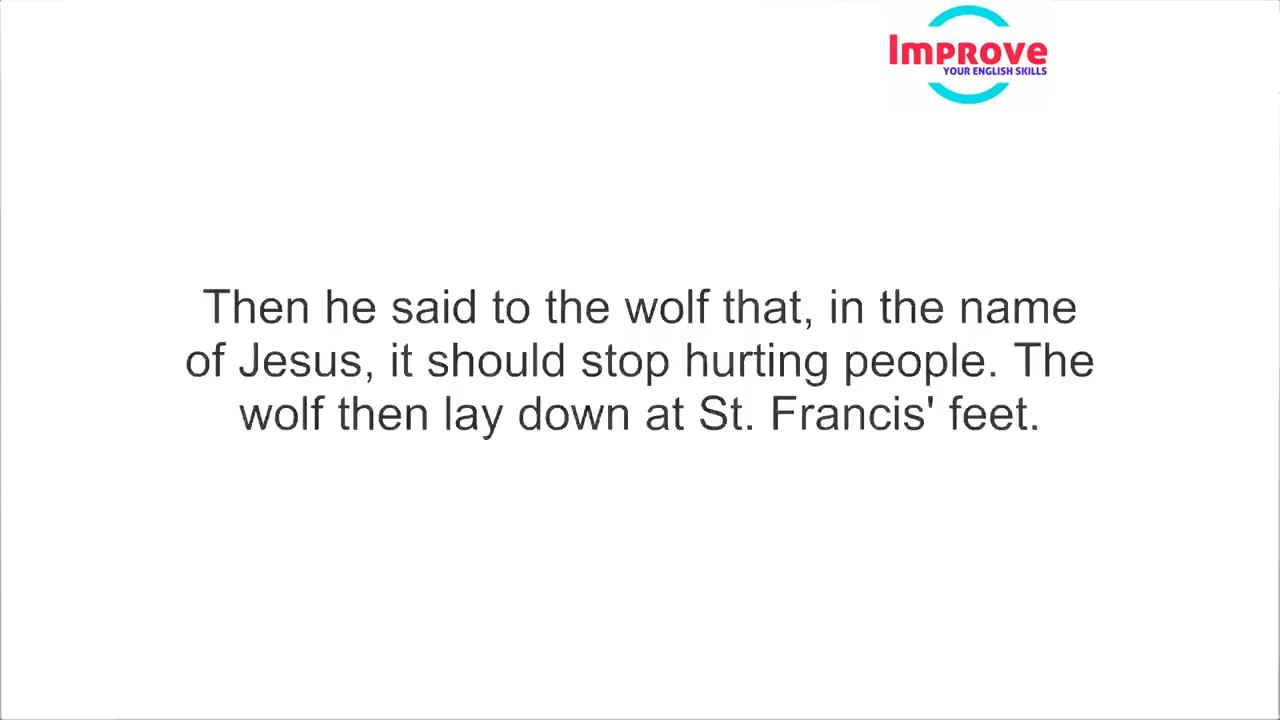 Improve
YOUR ENGLISH SKILLS
Then he said to the wolf that, in the name
of Jesus, it should stop hurting people. The
wolf then lay down at St. Francis' feet.